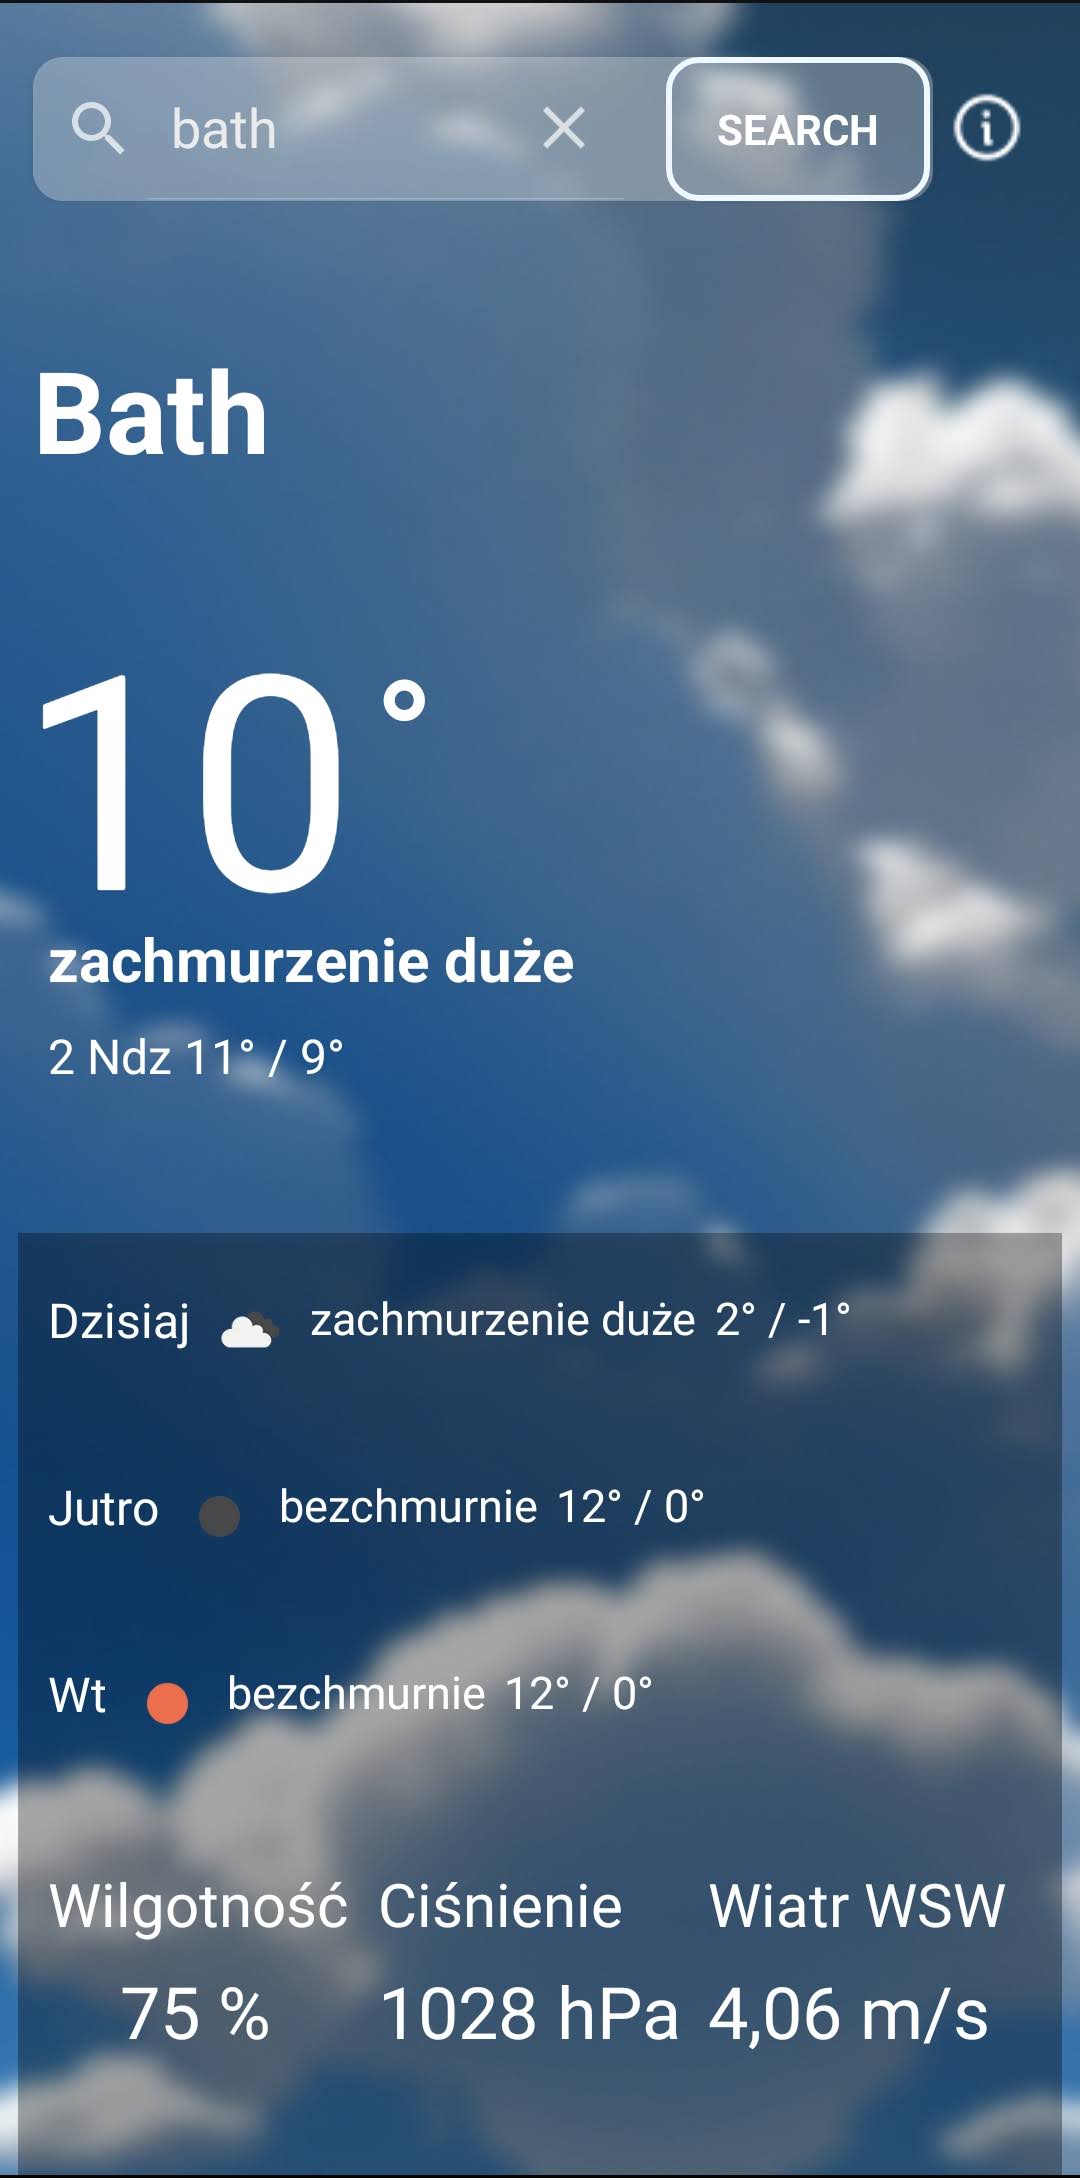 bath
SEARCH
Bath
10°
zachmurzenie duże
2 Ndz 11° / 9°
Dzisiaj zachmurzenie duże 2° / -1°
Jutro bezchmurnie 12° / 0°
Wt bezchmurnie 12° / 0°
Wilgotność Ciśnienie Wiatr WSW
75 % 1028 hPa 4,06 m/s